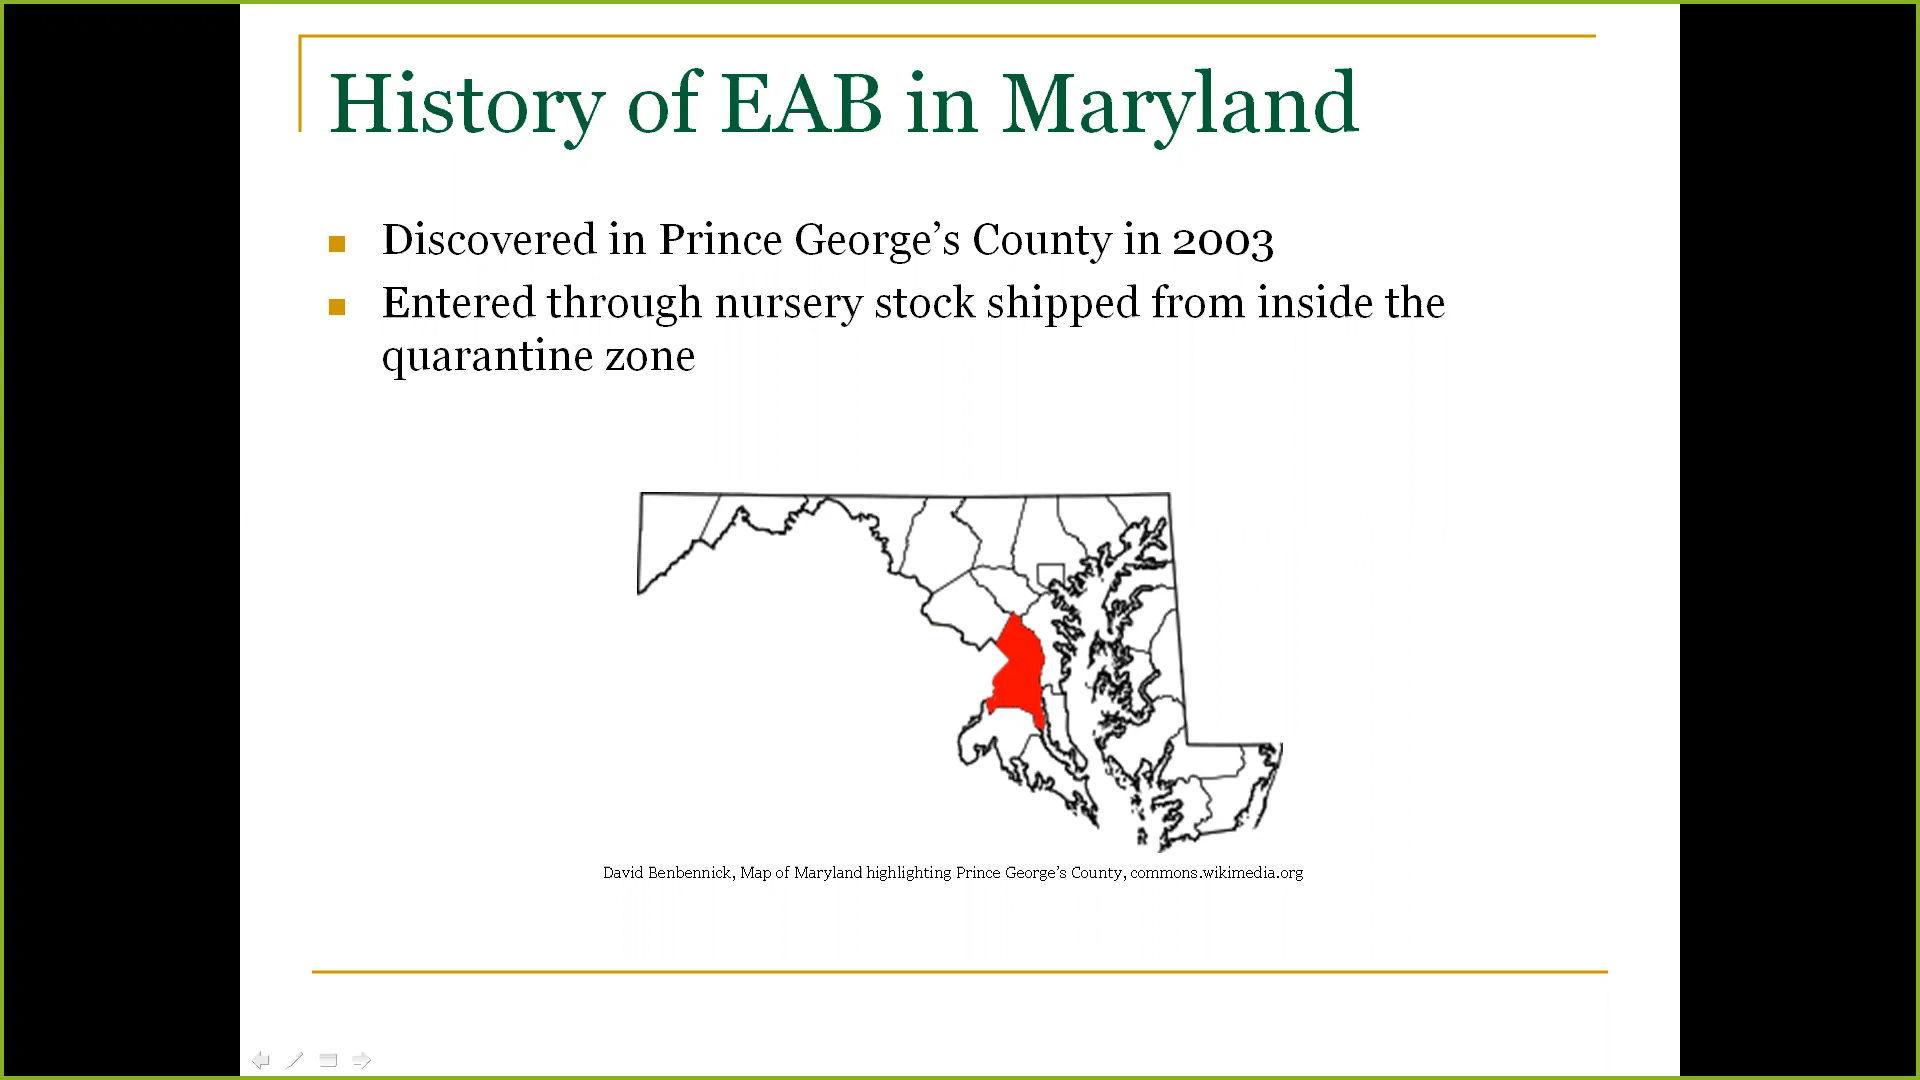 History of EAB in Maryland
Discovered in Prince George’s County in 2003
Entered through nursery stock shipped from inside the
quarantine zone
David Benbennick, Map of Maryland highlighting Prince George’s County, commons.wikimedia.org